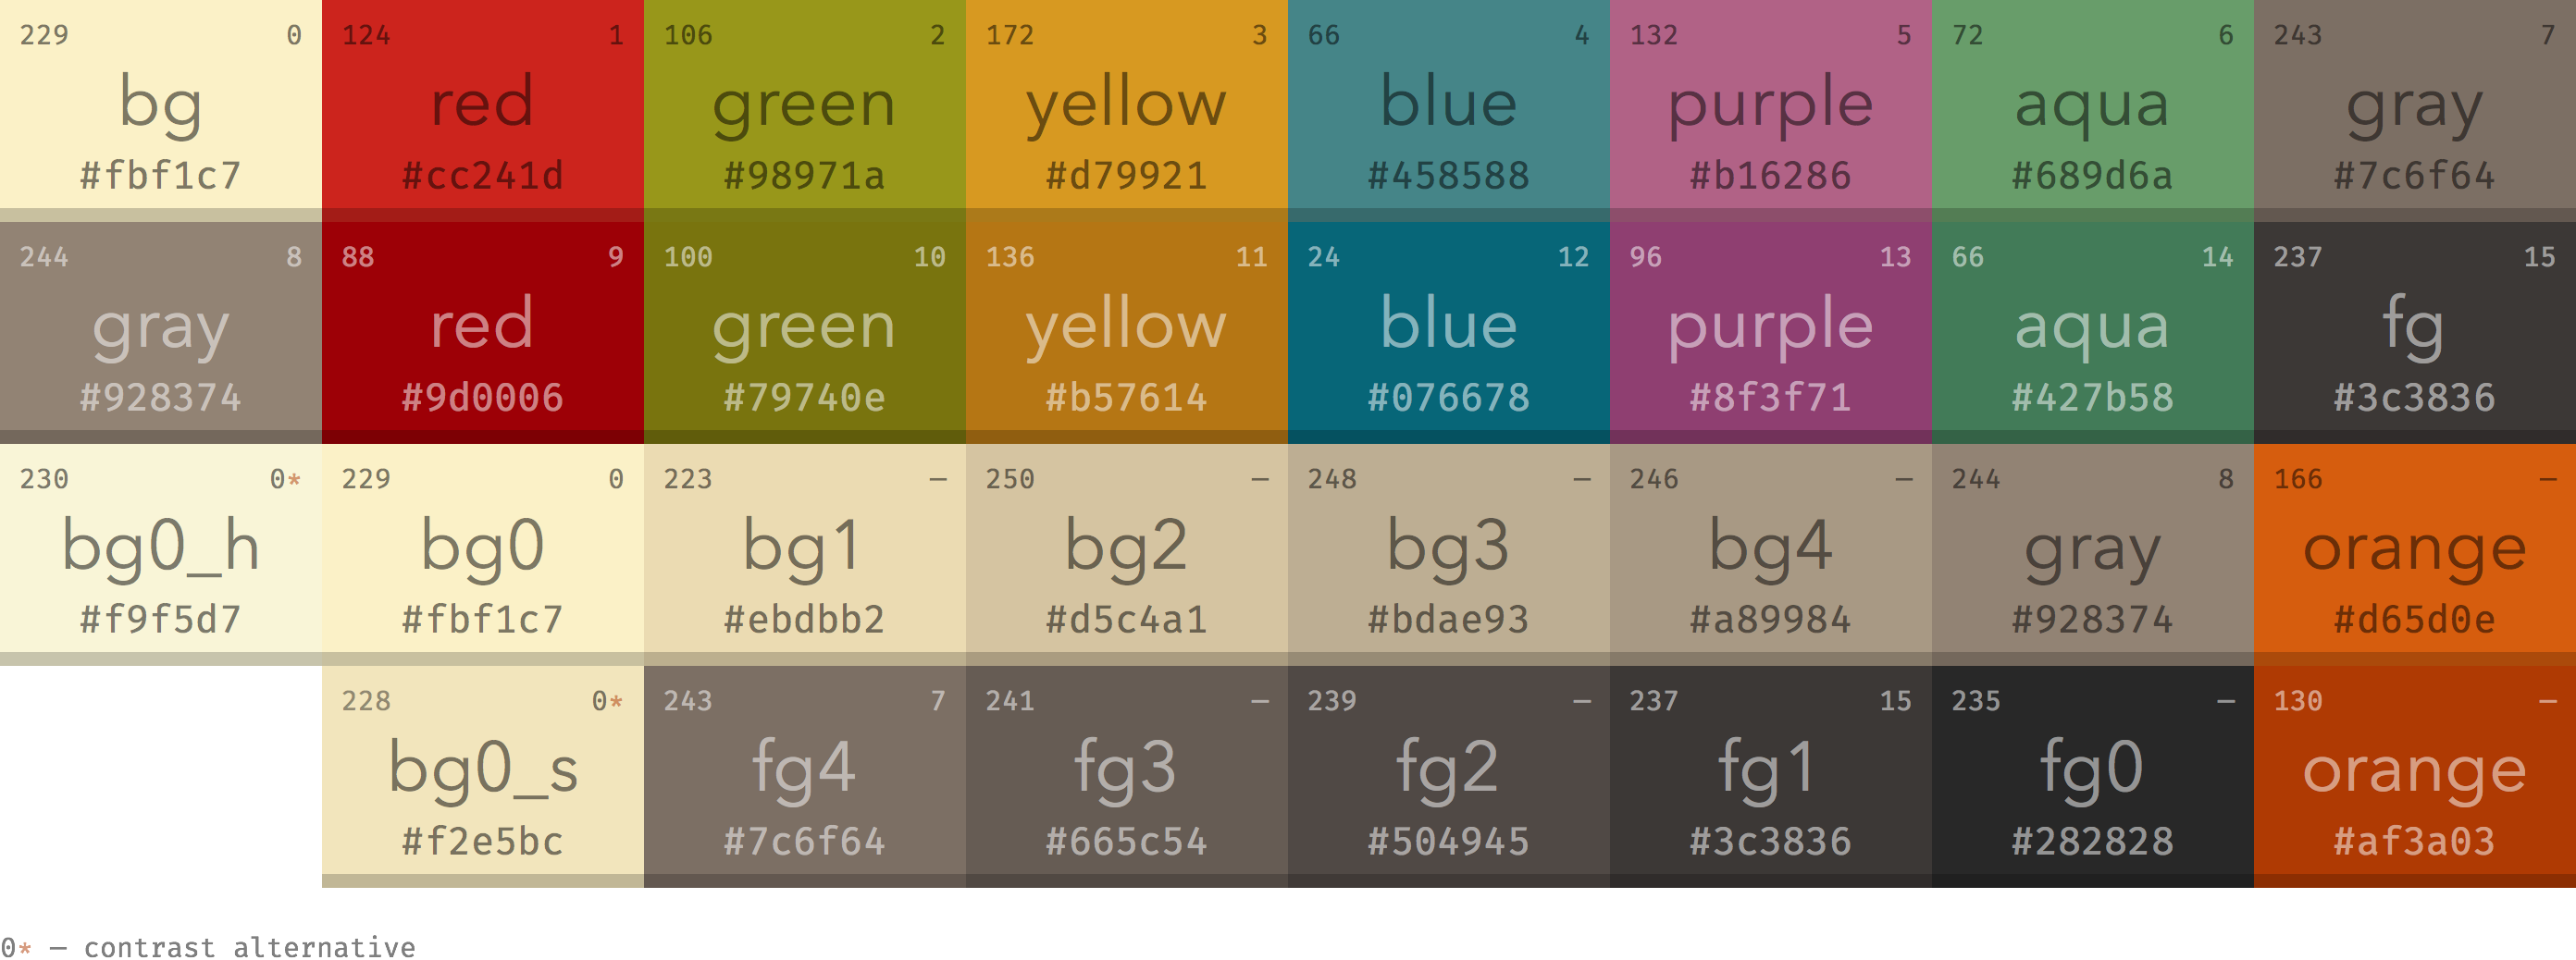 229 0 124 1 106 2 172 3 66 4 132 5 72 6 243 7
bg red green yellow blue purple aqua gray
#fbf1c7 #cc241d #98971a #d79921 #458588 #b16286 #689d6a #7c6f64
244 8 88 9 100 10 136 11 24 12 96 13 66 14 237 15
gray red green yellow blue purple aqua fg
#928374 #9d0006 #79740e #b57614 #076678 #8f3f71 #427b58 #3c3836
230 0* 229 0 223 — 250 — 248 — 246 — 244 8 166 —
bg0_h bg0 bg1 bg2 bg3 bg4 gray orange
#f9f5d7 #fbf1c7 #ebdbb2 #d5c4a1 #bdae93 #a89984 #928374 #d65d0e
228 0* 243 7 241 — 239 — 237 15 235 — 130 —
bg0_s fg4 fg3 fg2 fg1 fg0 orange
#f2e5bc #7c6f64 #665c54 #504945 #3c3836 #282828 #af3a03
0* — contrast alternative